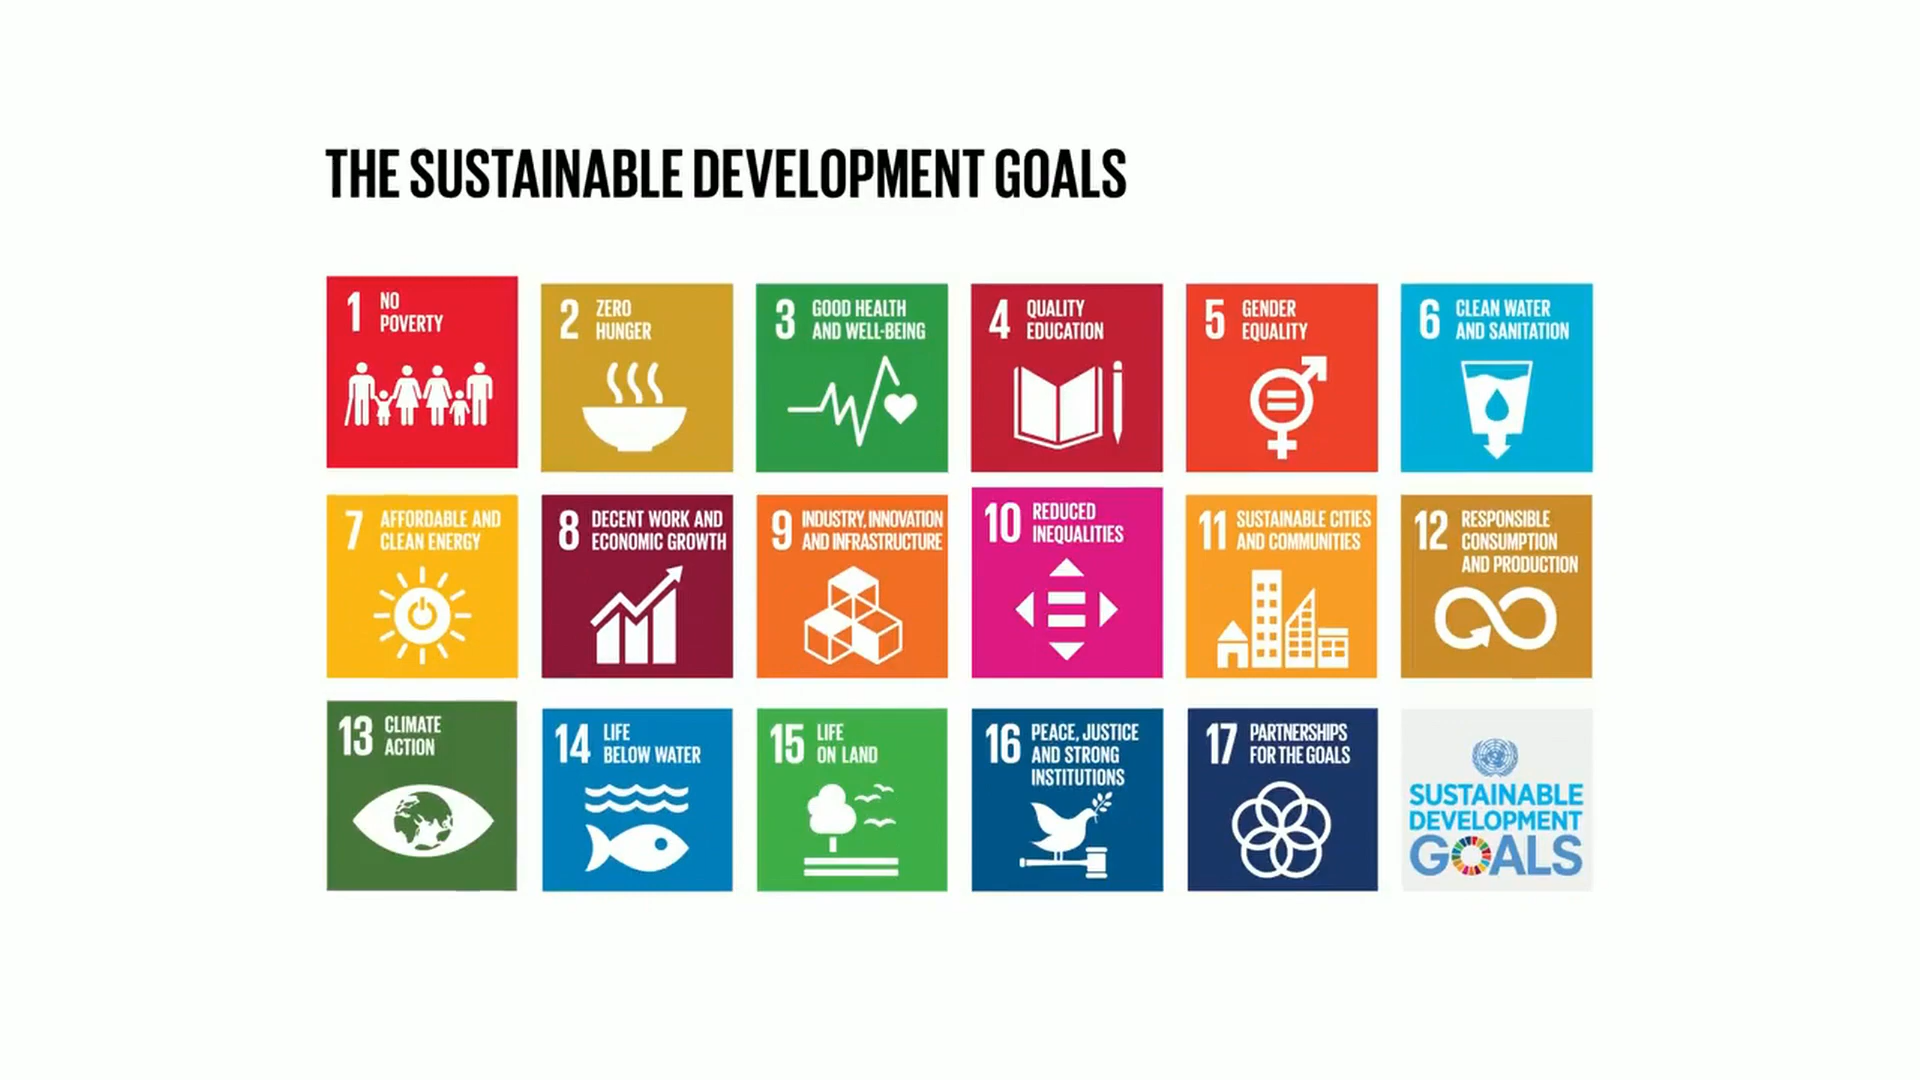 THE SUSTAINABLE DEVELOPMENT GOALS
1 NO
POVERTY
2 ZERO
HUNGER
3 GOOD HEALTH
AND WELL-BEING
4 QUALITY
EDUCATION
5 GENDER
EQUALITY
6 CLEAN WATER
AND SANITATION
7 AFFORDABLE AND
CLEAN ENERGY
8 DECENT WORK AND
ECONOMIC GROWTH
9 INDUSTRY, INNOVATION
AND INFRASTRUCTURE
10 REDUCED
INEQUALITIES
11 SUSTAINABLE CITIES
AND COMMUNITIES
12 RESPONSIBLE
CONSUMPTION
AND PRODUCTION
13 CLIMATE
ACTION
14 LIFE
BELOW WATER
15 LIFE
ON LAND
16 PEACE, JUSTICE
AND STRONG
INSTITUTIONS
17 PARTNERSHIPS
FOR THE GOALS
SUSTAINABLE
DEVELOPMENT
GOALS